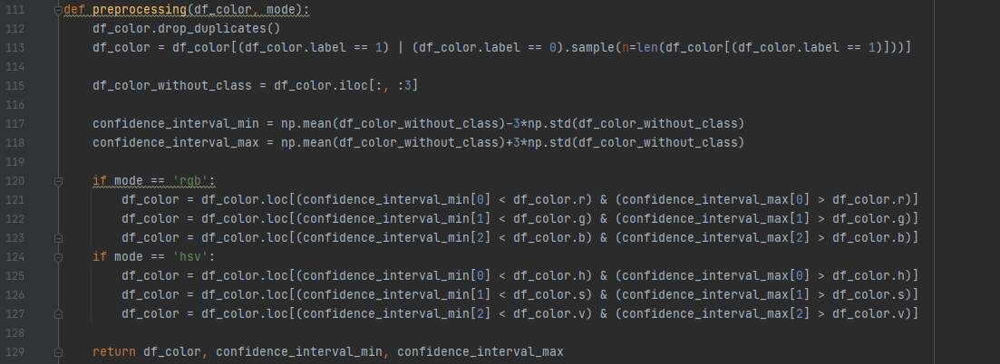 111 def preprocessing(df_color, mode):
112     df_color.drop_duplicates()
113     df_color = df_color[(df_color.label == 1) | (df_color.label == 0).sample(n=len(df_color[(df_color.label == 1)]))]
114
115     df_color_without_class = df_color.iloc[:, :3]
116
117     confidence_interval_min = np.mean(df_color_without_class)-3*np.std(df_color_without_class)
118     confidence_interval_max = np.mean(df_color_without_class)+3*np.std(df_color_without_class)
119
120     if mode == 'rgb':
121         df_color = df_color.loc[(confidence_interval_min[0] < df_color.r) & (confidence_interval_max[0] > df_color.r)]
122         df_color = df_color.loc[(confidence_interval_min[1] < df_color.g) & (confidence_interval_max[1] > df_color.g)]
123         df_color = df_color.loc[(confidence_interval_min[2] < df_color.b) & (confidence_interval_max[2] > df_color.b)]
124     if mode == 'hsv':
125         df_color = df_color.loc[(confidence_interval_min[0] < df_color.h) & (confidence_interval_max[0] > df_color.h)]
126         df_color = df_color.loc[(confidence_interval_min[1] < df_color.s) & (confidence_interval_max[1] > df_color.s)]
127         df_color = df_color.loc[(confidence_interval_min[2] < df_color.v) & (confidence_interval_max[2] > df_color.v)]
128
129     return df_color, confidence_interval_min, confidence_interval_max